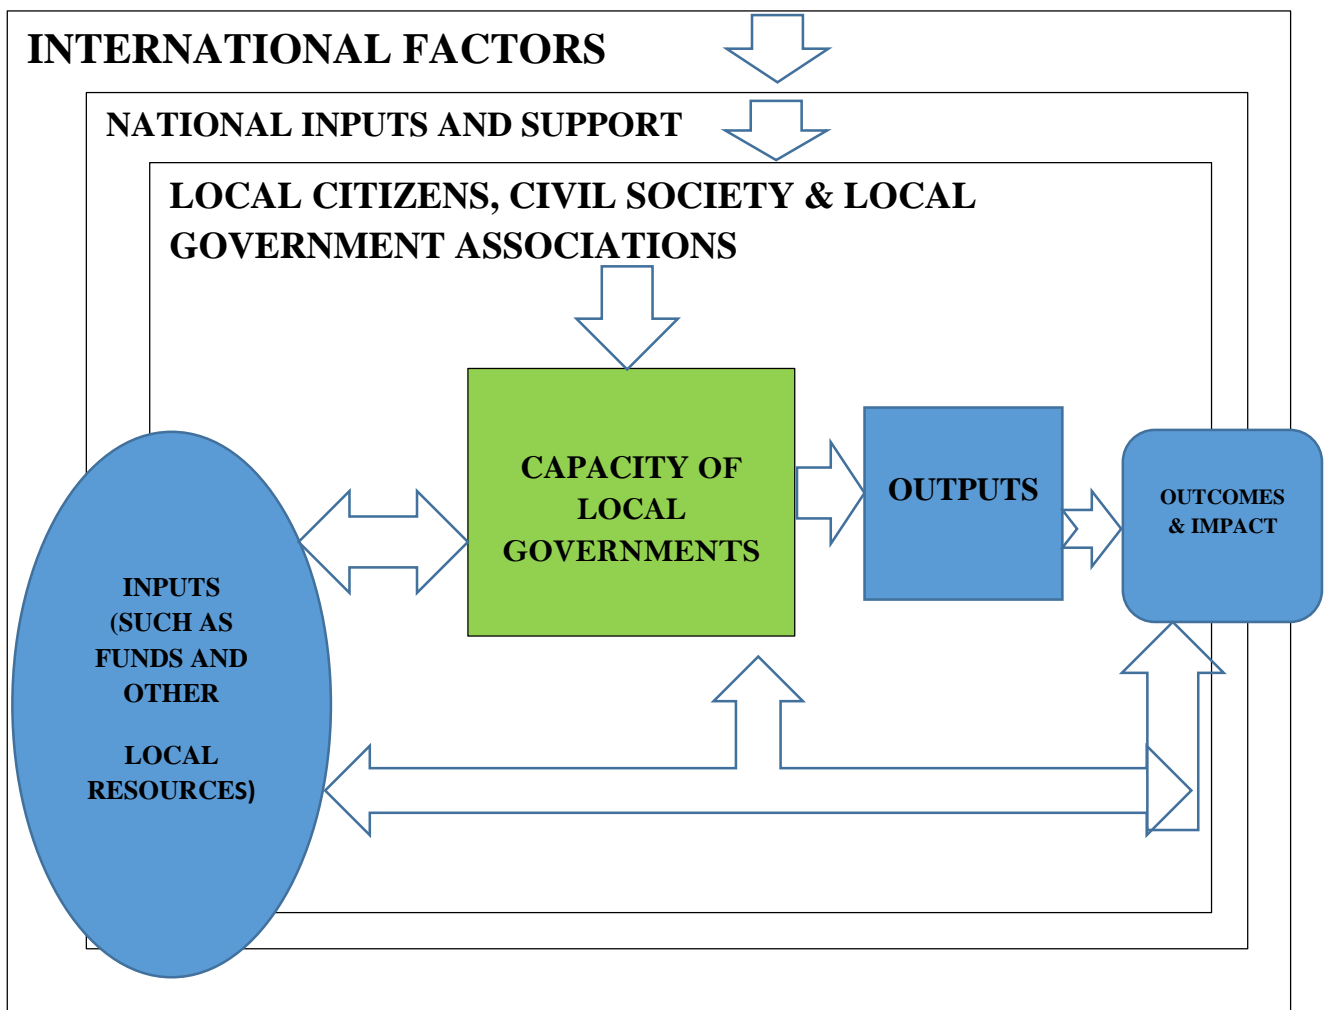 INTERNATIONAL FACTORS
NATIONAL INPUTS AND SUPPORT
LOCAL CITIZENS, CIVIL SOCIETY & LOCAL
GOVERNMENT ASSOCIATIONS
CAPACITY OF
LOCAL
GOVERNMENTS
OUTPUTS
OUTCOMES
& IMPACT
INPUTS
(SUCH AS
FUNDS AND
OTHER
LOCAL
RESOURCES)